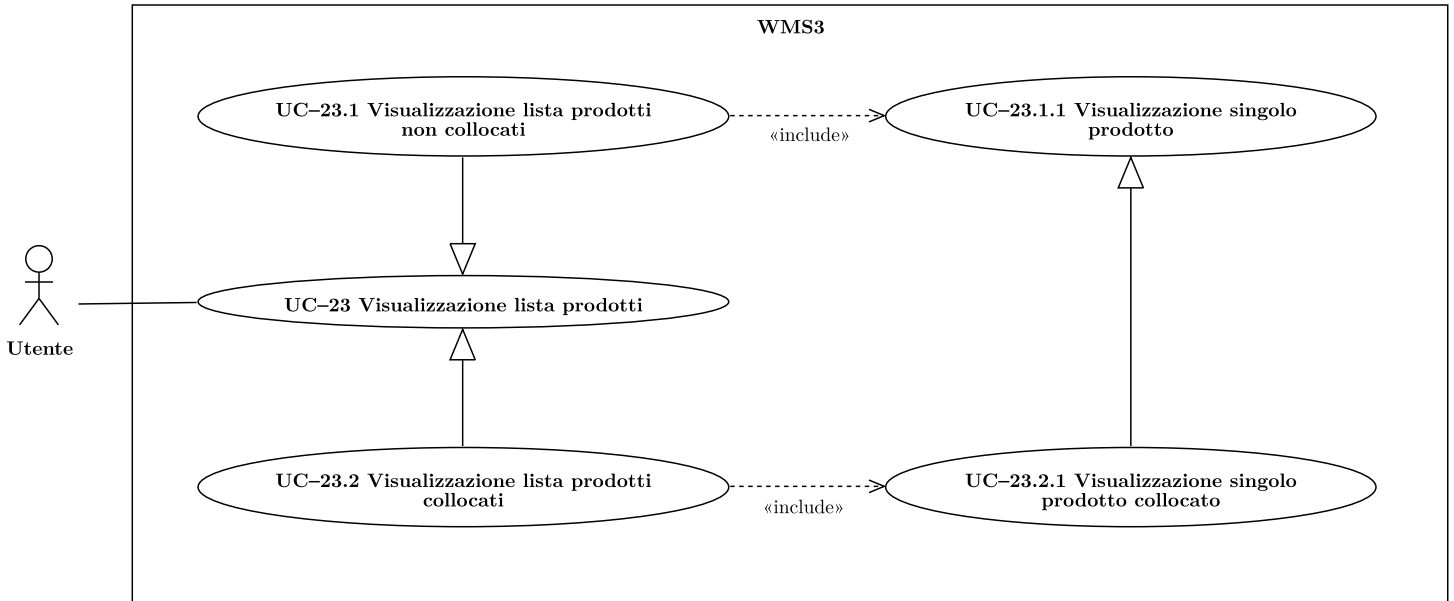 WMS3
UC–23.1 Visualizzazione lista prodotti
non collocati
«include»
UC–23.1.1 Visualizzazione singolo
prodotto
UC–23 Visualizzazione lista prodotti
Utente
UC–23.2 Visualizzazione lista prodotti
collocati
«include»
UC–23.2.1 Visualizzazione singolo
prodotto collocato